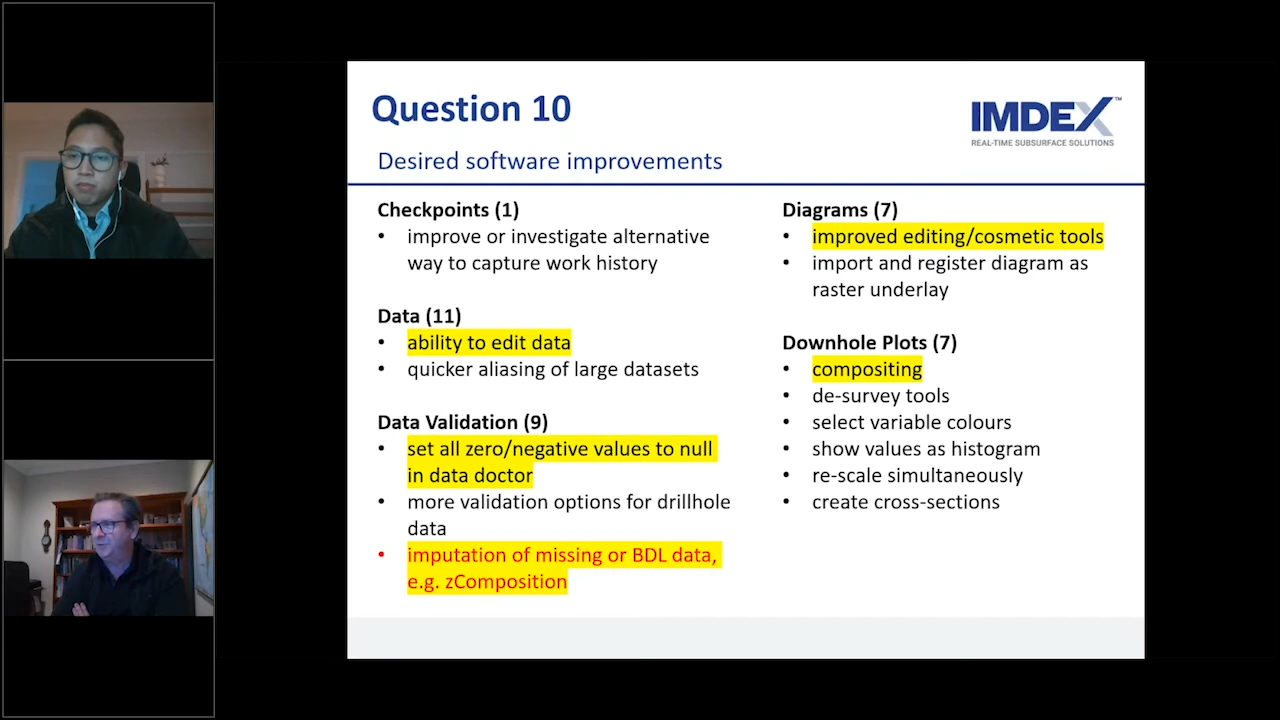 Question 10
IMDEX™
REAL-TIME SUBSURFACE SOLUTIONS
Desired software improvements
Checkpoints (1)
• improve or investigate alternative
way to capture work history
Data (11)
• ability to edit data
• quicker aliasing of large datasets
Data Validation (9)
• set all zero/negative values to null
in data doctor
• more validation options for drillhole
data
• imputation of missing or BDL data,
e.g. zComposition
Diagrams (7)
• improved editing/cosmetic tools
• import and register diagram as
raster underlay
Downhole Plots (7)
• compositing
• de-survey tools
• select variable colours
• show values as histogram
• re-scale simultaneously
• create cross-sections